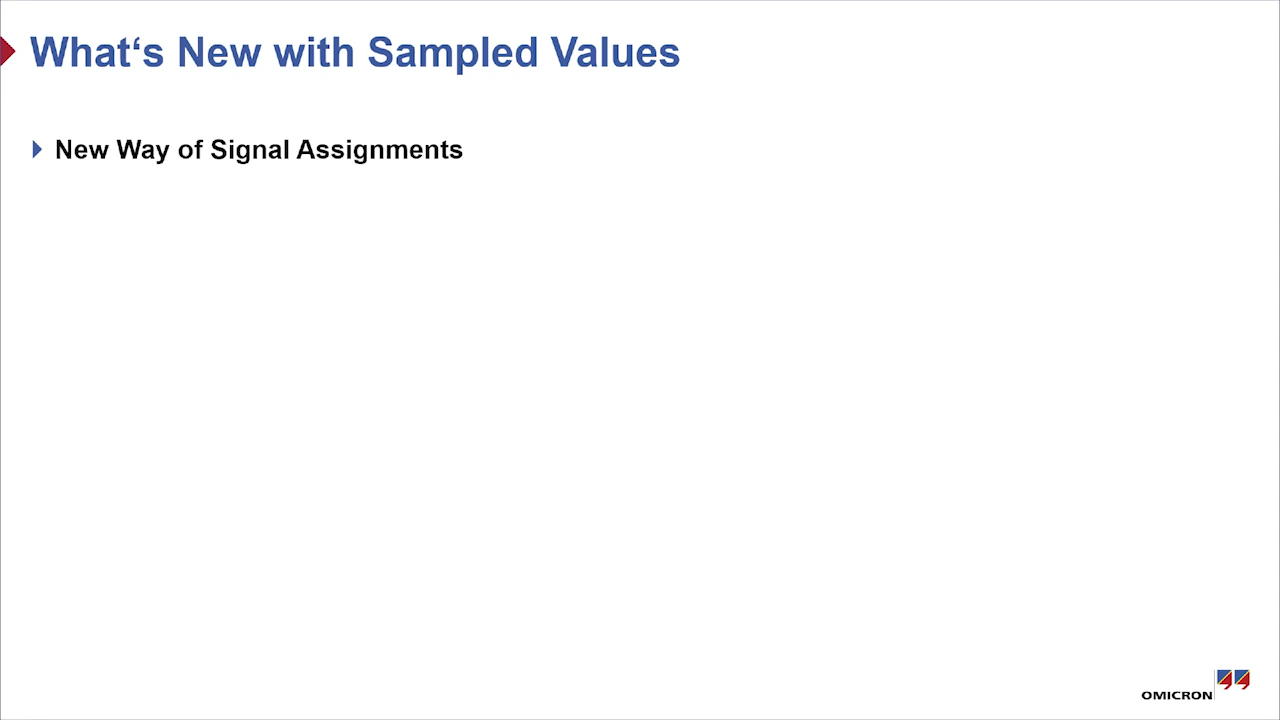 What‘s New with Sampled Values
New Way of Signal Assignments
OMICRON